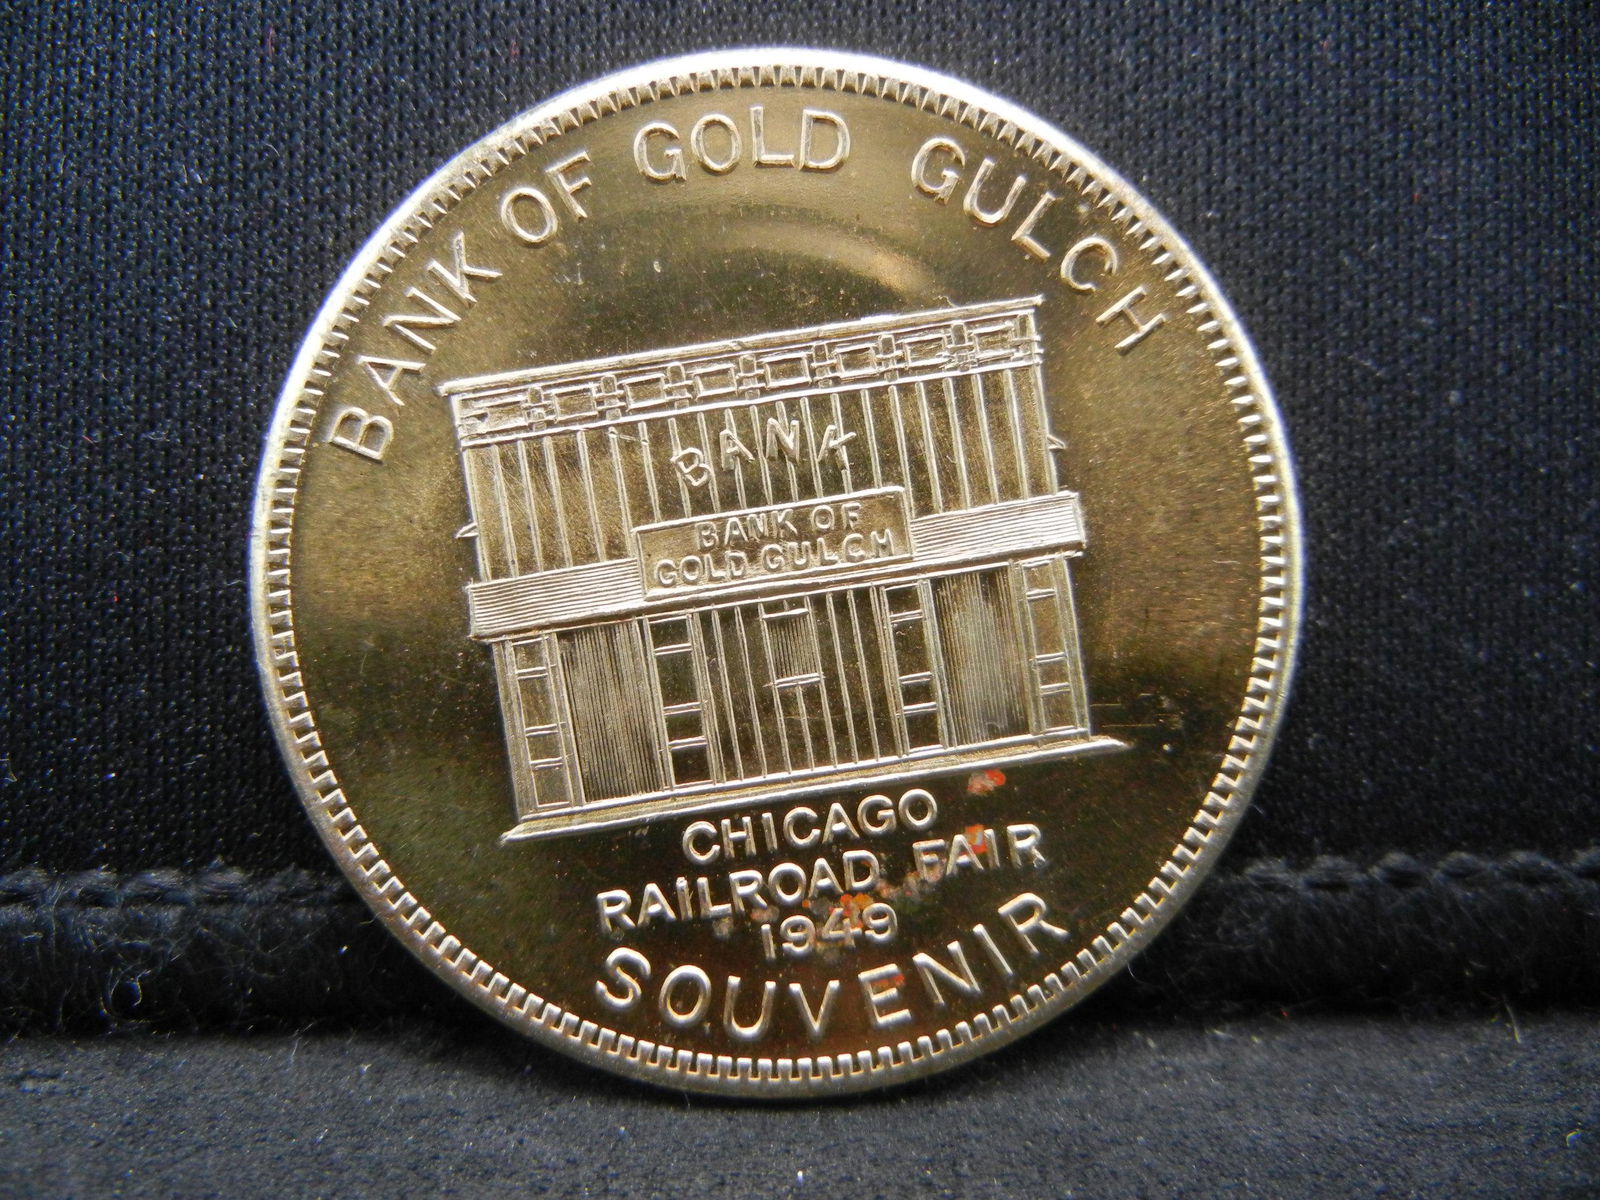 BANK OF GOLD GULCH
BANK
BANK OF
GOLD GULCH
CHICAGO
RAILROAD FAIR
1949
SOUVENIR